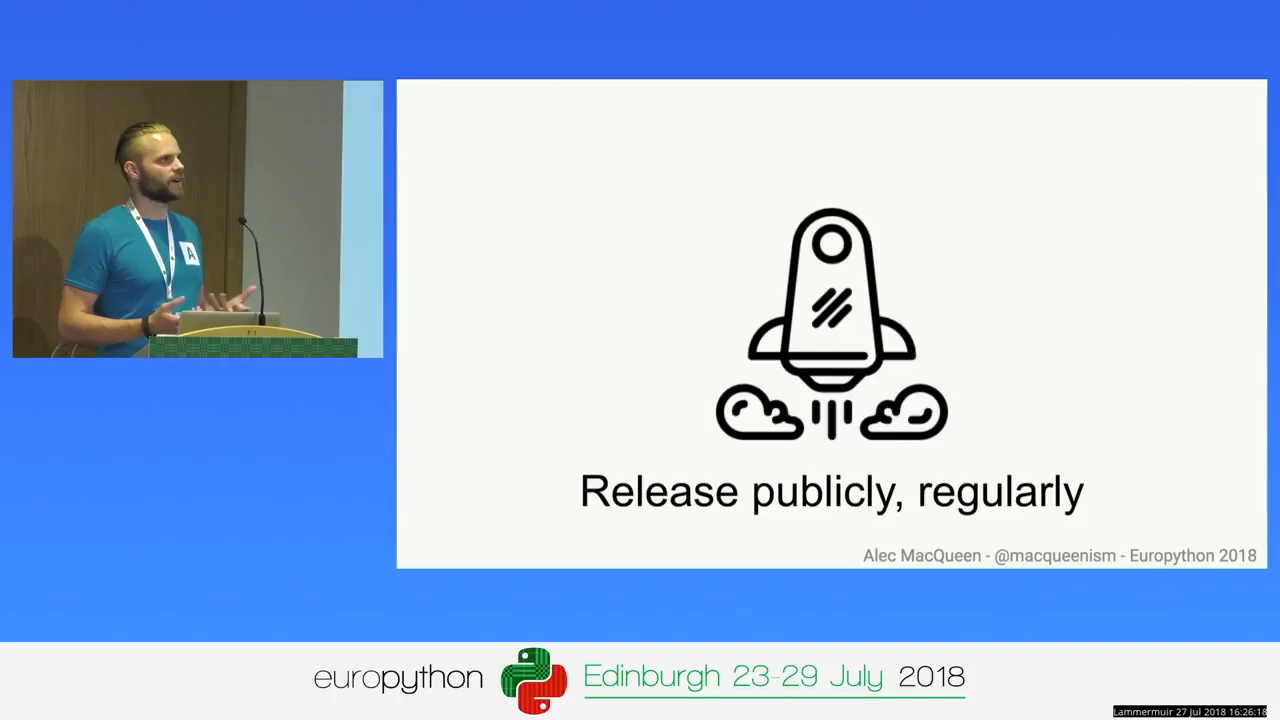 A
Release publicly, regularly
Alec MacQueen - @macqueenism - Europython 2018
europython
Edinburgh 23-29 July 2018
Lammermuir 27 Jul 2018 16:26:18